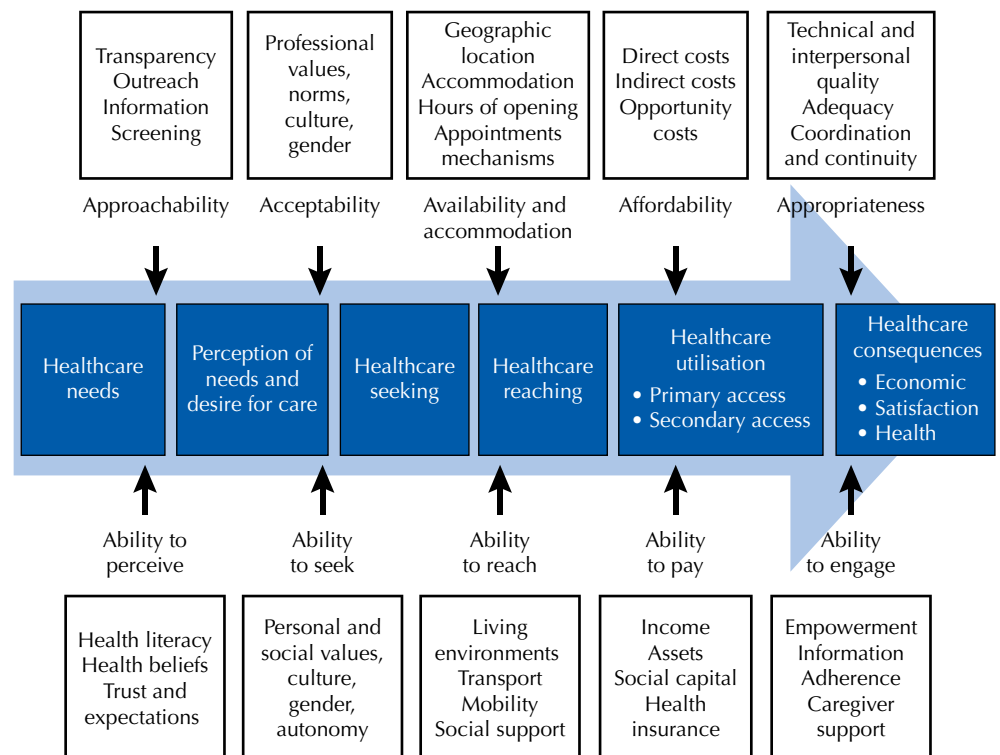 Transparency
Outreach
Information
Screening
Professional
values,
norms,
culture,
gender
Geographic
location
Accommodation
Hours of opening
Appointments
mechanisms
Direct costs
Indirect costs
Opportunity
costs
Technical and
interpersonal
quality
Adequacy
Coordination
and continuity
Approachability
Acceptability
Availability and
accommodation
Affordability
Appropriateness
Healthcare
needs
Perception of
needs and
desire for care
Healthcare
seeking
Healthcare
reaching
Healthcare
utilisation
• Primary access
• Secondary access
Healthcare
consequences
• Economic
• Satisfaction
• Health
Ability to
perceive
Ability
to seek
Ability
to reach
Ability
to pay
Ability
to engage
Health literacy
Health beliefs
Trust and
expectations
Personal and
social values,
culture,
gender,
autonomy
Living
environments
Transport
Mobility
Social support
Income
Assets
Social capital
Health
insurance
Empowerment
Information
Adherence
Caregiver
support